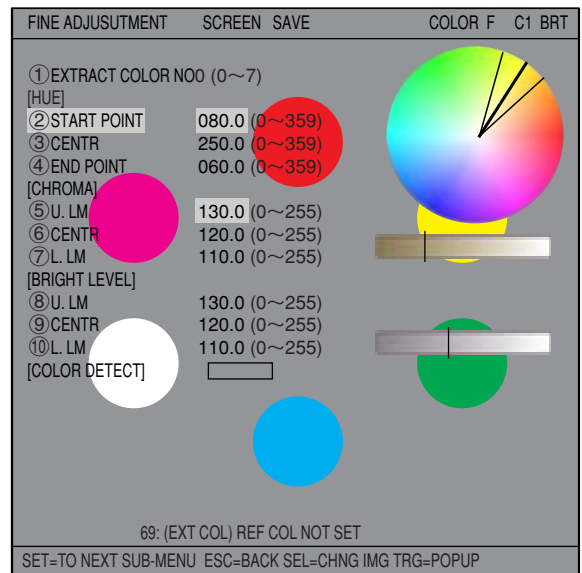 FINE ADJUSUTMENT SCREEN SAVE COLOR F C1 BRT
①EXTRACT COLOR NO0 (0～7)
[HUE]
②START POINT 080.0 (0～359)
③CENTR 250.0 (0～359)
④END POINT 060.0 (0～359)
[CHROMA]
⑤U. LM 130.0 (0～255)
⑥CENTR 120.0 (0～255)
⑦L. LM 110.0 (0～255)
[BRIGHT LEVEL]
⑧U. LM 130.0 (0～255)
⑨CENTR 120.0 (0～255)
⑩L. LM 110.0 (0～255)
[COLOR DETECT]
69: (EXT COL) REF COL NOT SET
SET=TO NEXT SUB-MENU ESC=BACK SEL=CHNG IMG TRG=POPUP